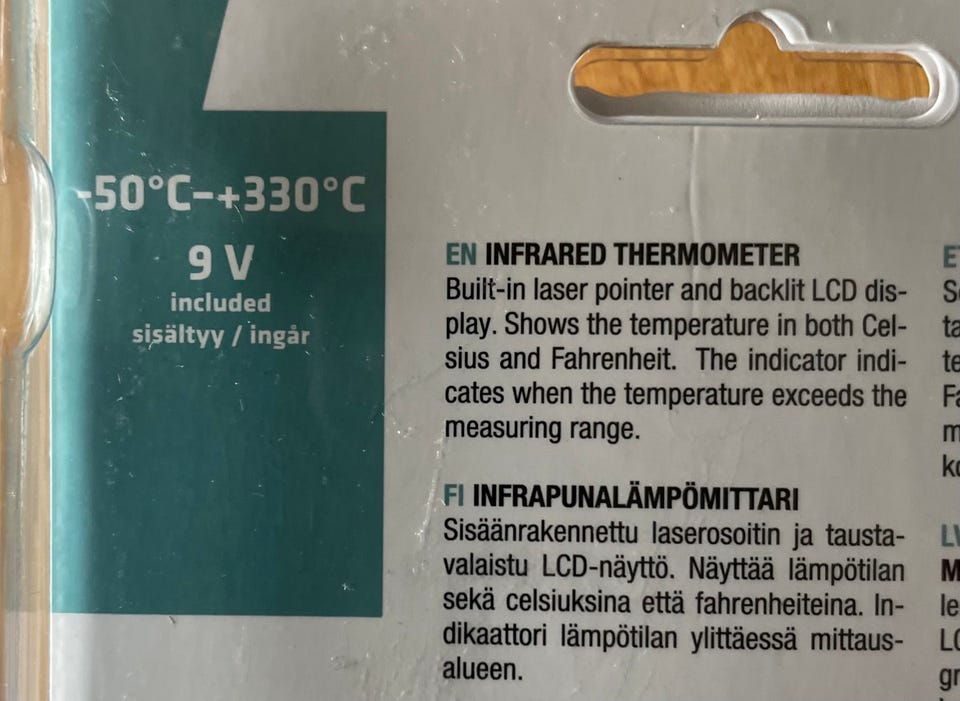 -50°C–+330°C
9 V
included
sisältyy / ingår
EN INFRARED THERMOMETER
Built-in laser pointer and backlit LCD dis-
play. Shows the temperature in both Cel-
sius and Fahrenheit. The indicator indi-
cates when the temperature exceeds the
measuring range.
FI INFRAPUNALÄMPÖMITTARI
Sisäänrakennettu laserosoitin ja tausta-
valaistu LCD-näyttö. Näyttää lämpötilan
sekä celsiuksina että fahrenheiteina. In-
dikaattori lämpötilan ylittäessä mittaus-
alueen.